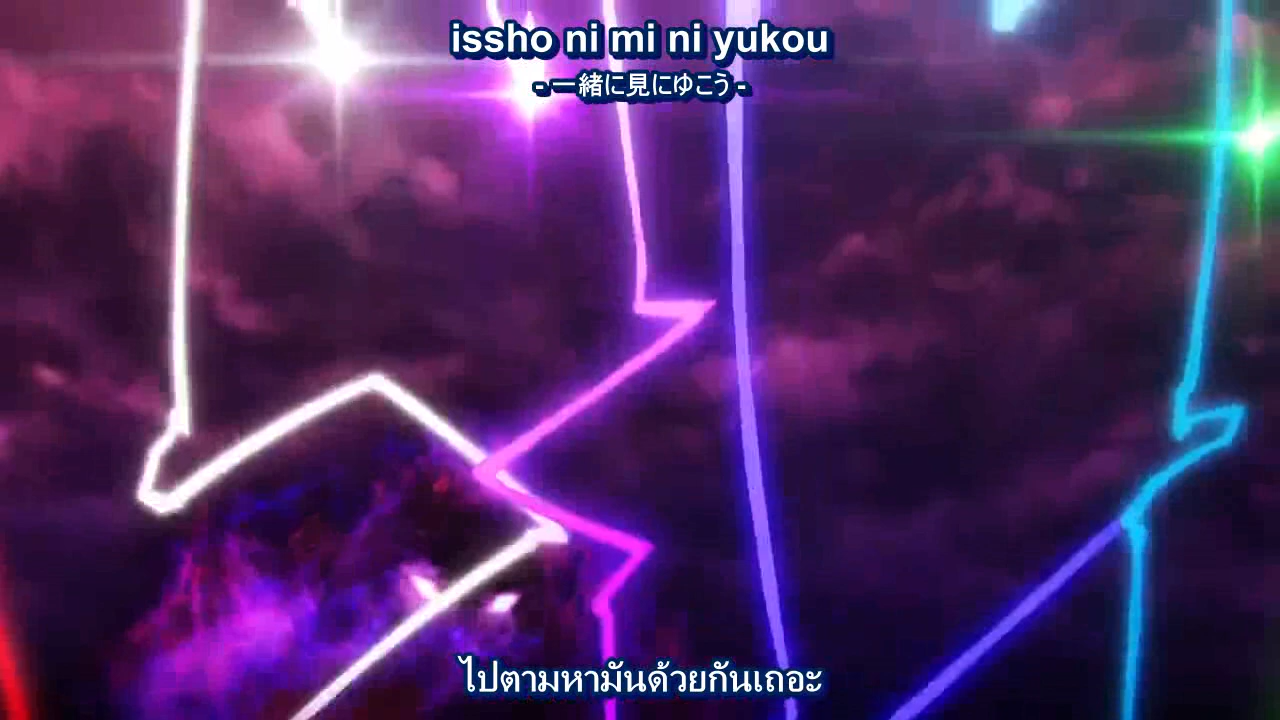 issho ni mi ni yukou
- 一緒に見にゆこう -
ไปตามหามันด้วยกันเถอะ